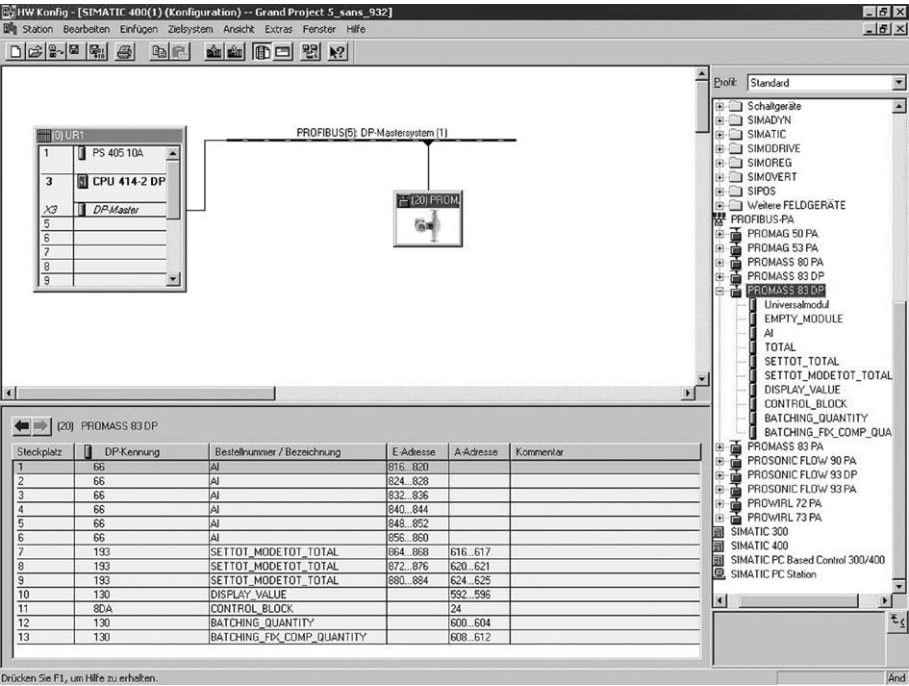 HW Konfig - [SIMATIC 400(1) (Konfiguration) -- Grand Project 5_sans_932]
Station Bearbeiten Einfügen Zielsystem Ansicht Extras Fenster Hilfe
(0) UR1
1 PS 405 10A
3 CPU 414-2 DP
X3 DP-Master
5
6
7
8
9
PROFIBUS(5): DP-Mastersystem (1)
(20) PROM.
Profil: Standard
Schaltgeräte
SIMADYN
SIMATIC
SIMODRIVE
SIMOREG
SIMOVERT
SIPOS
Weitere FELDGERÄTE
PROFIBUS-PA
PROMAG 50 PA
PROMAG 53 PA
PROMASS 80 PA
PROMASS 83 DP
PROMASS 83 DP
Universalmodul
EMPTY_MODULE
AI
TOTAL
SETTOT_TOTAL
SETTOT_MODETOT_TOTAL
DISPLAY_VALUE
CONTROL_BLOCK
BATCHING_QUANTITY
BATCHING_FIX_COMP_QUA
PROMASS 83 PA
PROSONIC FLOW 90 PA
PROSONIC FLOW 93 DP
PROSONIC FLOW 93 PA
PROWIRL 72 PA
PROWIRL 73 PA
SIMATIC 300
SIMATIC 400
SIMATIC PC Based Control 300/400
SIMATIC PC Station
(20) PROMASS 83 DP
Steckplatz DP-Kennung Bestellnummer / Bezeichnung E-Adresse A-Adresse Kommentar
1 66 AI 816...820
2 66 AI 824...828
3 66 AI 832...836
4 66 AI 840...844
5 66 AI 848...852
6 66 AI 856...860
7 193 SETTOT_MODETOT_TOTAL 864...868 616...617
8 193 SETTOT_MODETOT_TOTAL 872...876 620...621
9 193 SETTOT_MODETOT_TOTAL 880...884 624...625
10 130 DISPLAY_VALUE 592...596
11 8DA CONTROL_BLOCK 24
12 130 BATCHING_QUANTITY 600...604
13 130 BATCHING_FIX_COMP_QUANTITY 608...612
Drücken Sie F1, um Hilfe zu erhalten.
Änd